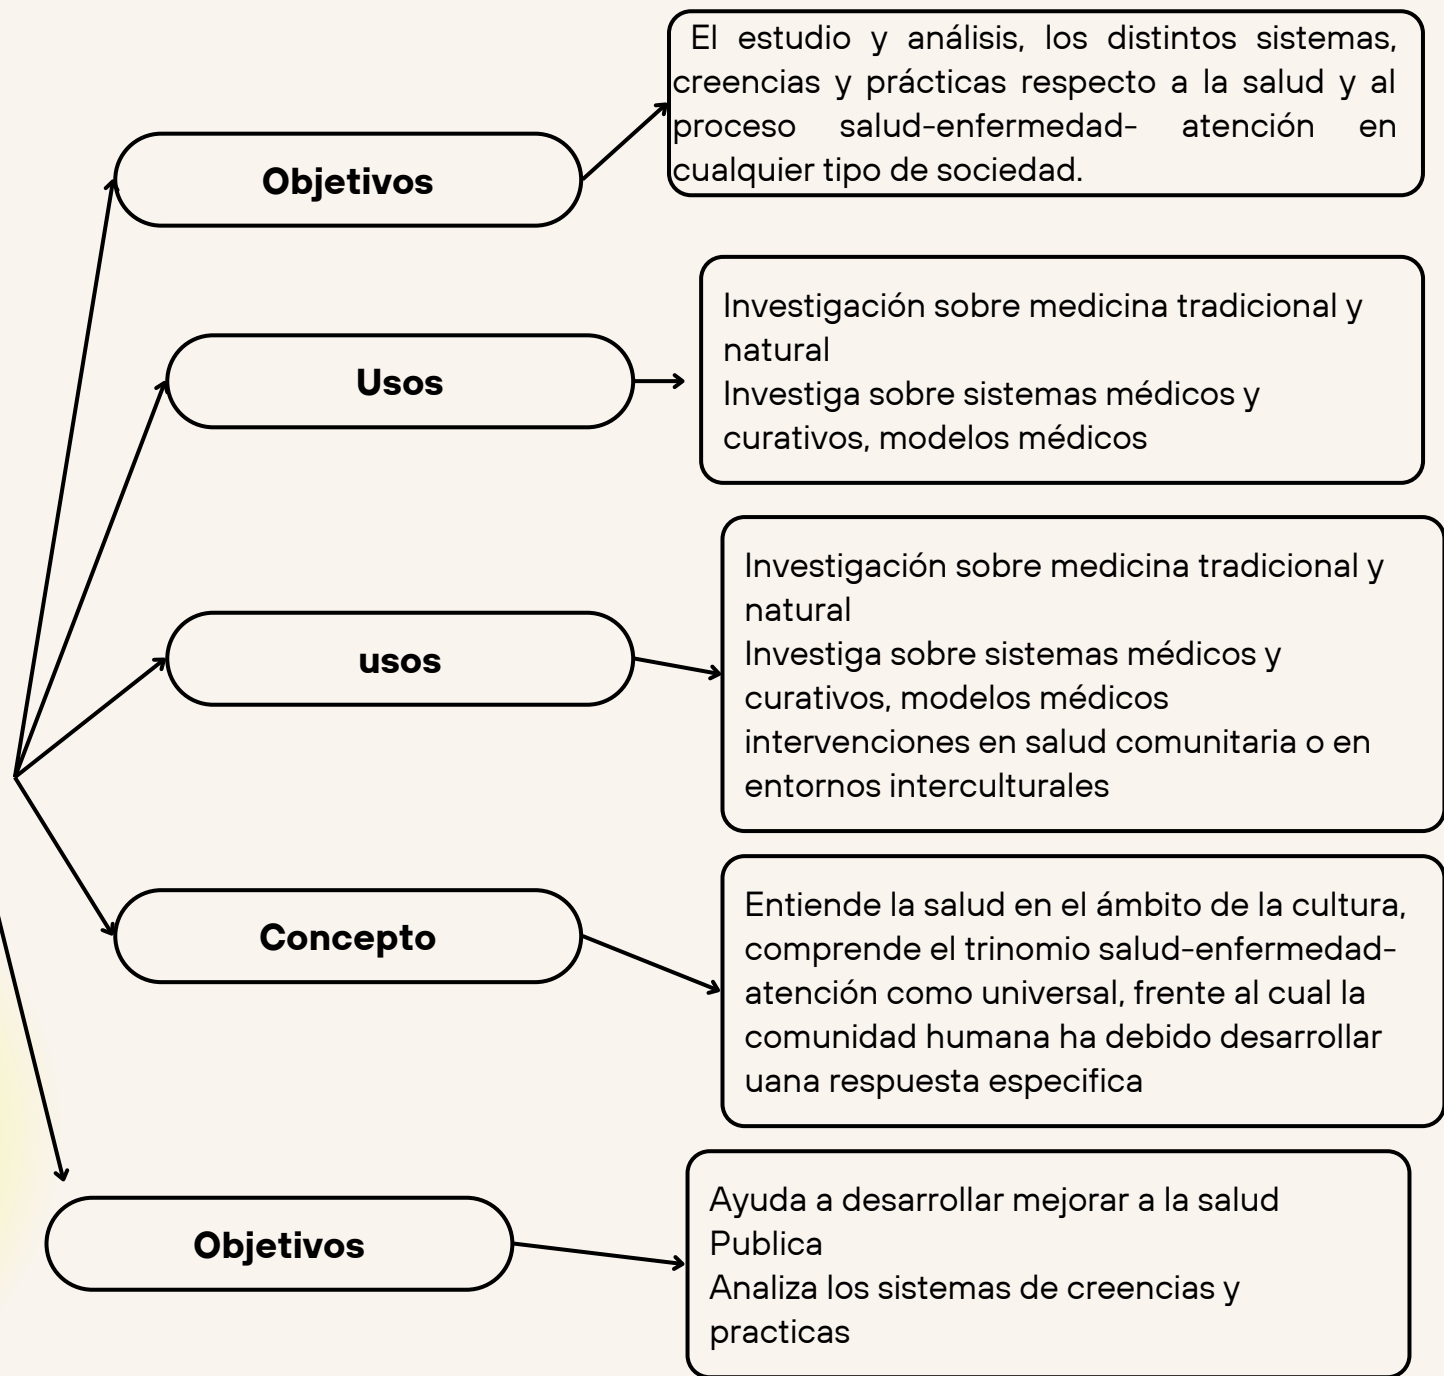 Objetivos
El estudio y análisis, los distintos sistemas,
creencias y prácticas respecto a la salud y al
proceso salud-enfermedad- atención en
cualquier tipo de sociedad.
Usos
Investigación sobre medicina tradicional y
natural
Investiga sobre sistemas médicos y
curativos, modelos médicos
usos
Investigación sobre medicina tradicional y
natural
Investiga sobre sistemas médicos y
curativos, modelos médicos
intervenciones en salud comunitaria o en
entornos interculturales
Concepto
Entiende la salud en el ámbito de la cultura,
comprende el trinomio salud-enfermedad-
atención como universal, frente al cual la
comunidad humana ha debido desarrollar
uana respuesta especifica
Objetivos
Ayuda a desarrollar mejorar a la salud
Publica
Analiza los sistemas de creencias y
practicas